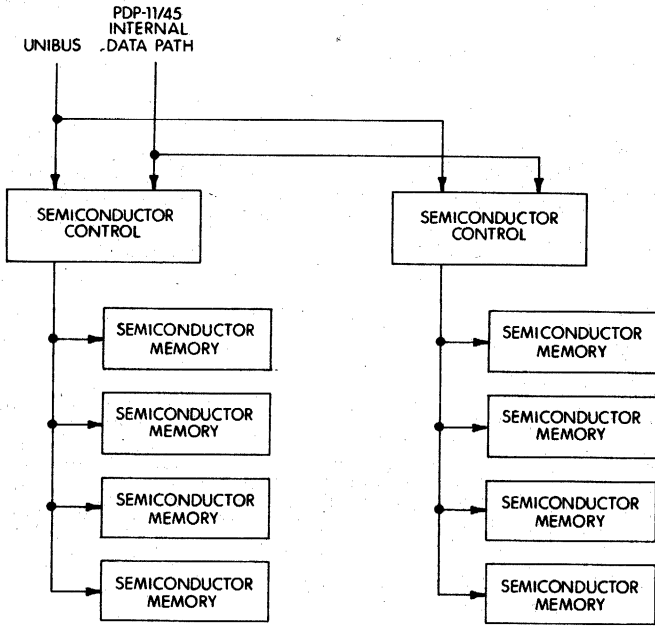 PDP-11/45
INTERNAL
UNIBUS DATA PATH
SEMICONDUCTOR
CONTROL
SEMICONDUCTOR
CONTROL
SEMICONDUCTOR
MEMORY
SEMICONDUCTOR
MEMORY
SEMICONDUCTOR
MEMORY
SEMICONDUCTOR
MEMORY
SEMICONDUCTOR
MEMORY
SEMICONDUCTOR
MEMORY
SEMICONDUCTOR
MEMORY
SEMICONDUCTOR
MEMORY